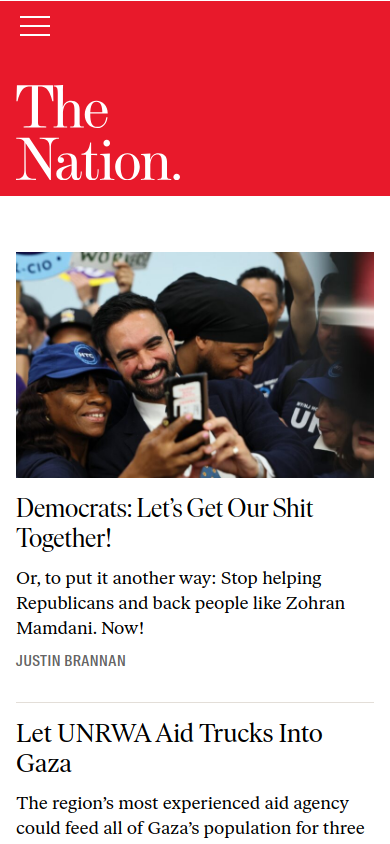 The
Nation.
-CIO
NYC
Democrats: Let's Get Our Shit
Together!
Or, to put it another way: Stop helping
Republicans and back people like Zohran
Mamdani. Now!
JUSTIN BRANNAN
Let UNRWA Aid Trucks Into
Gaza
The region's most experienced aid agency
could feed all of Gaza's population for three